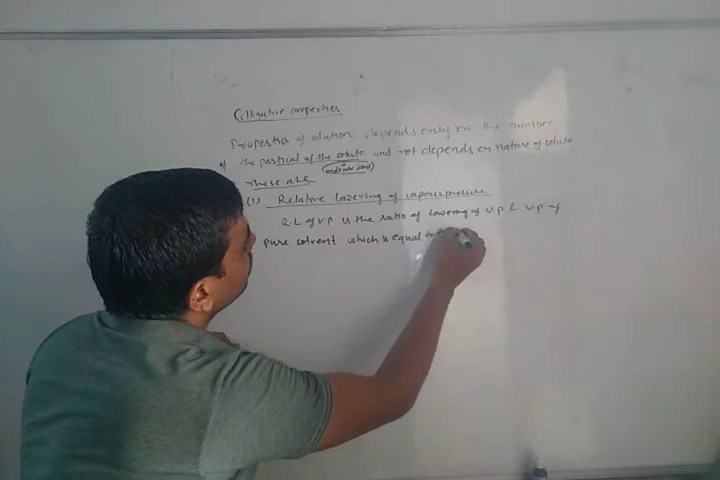 Colligative properties
Properties of solution depends only on the number
of the partical of the solute and not depends on nature of solute
(molecule ions)
These are
(1) Relative lowering of vapour pressure
R.L of V.P is the ratio of lowering of V.P & V.P of
pure solvent which is equal to